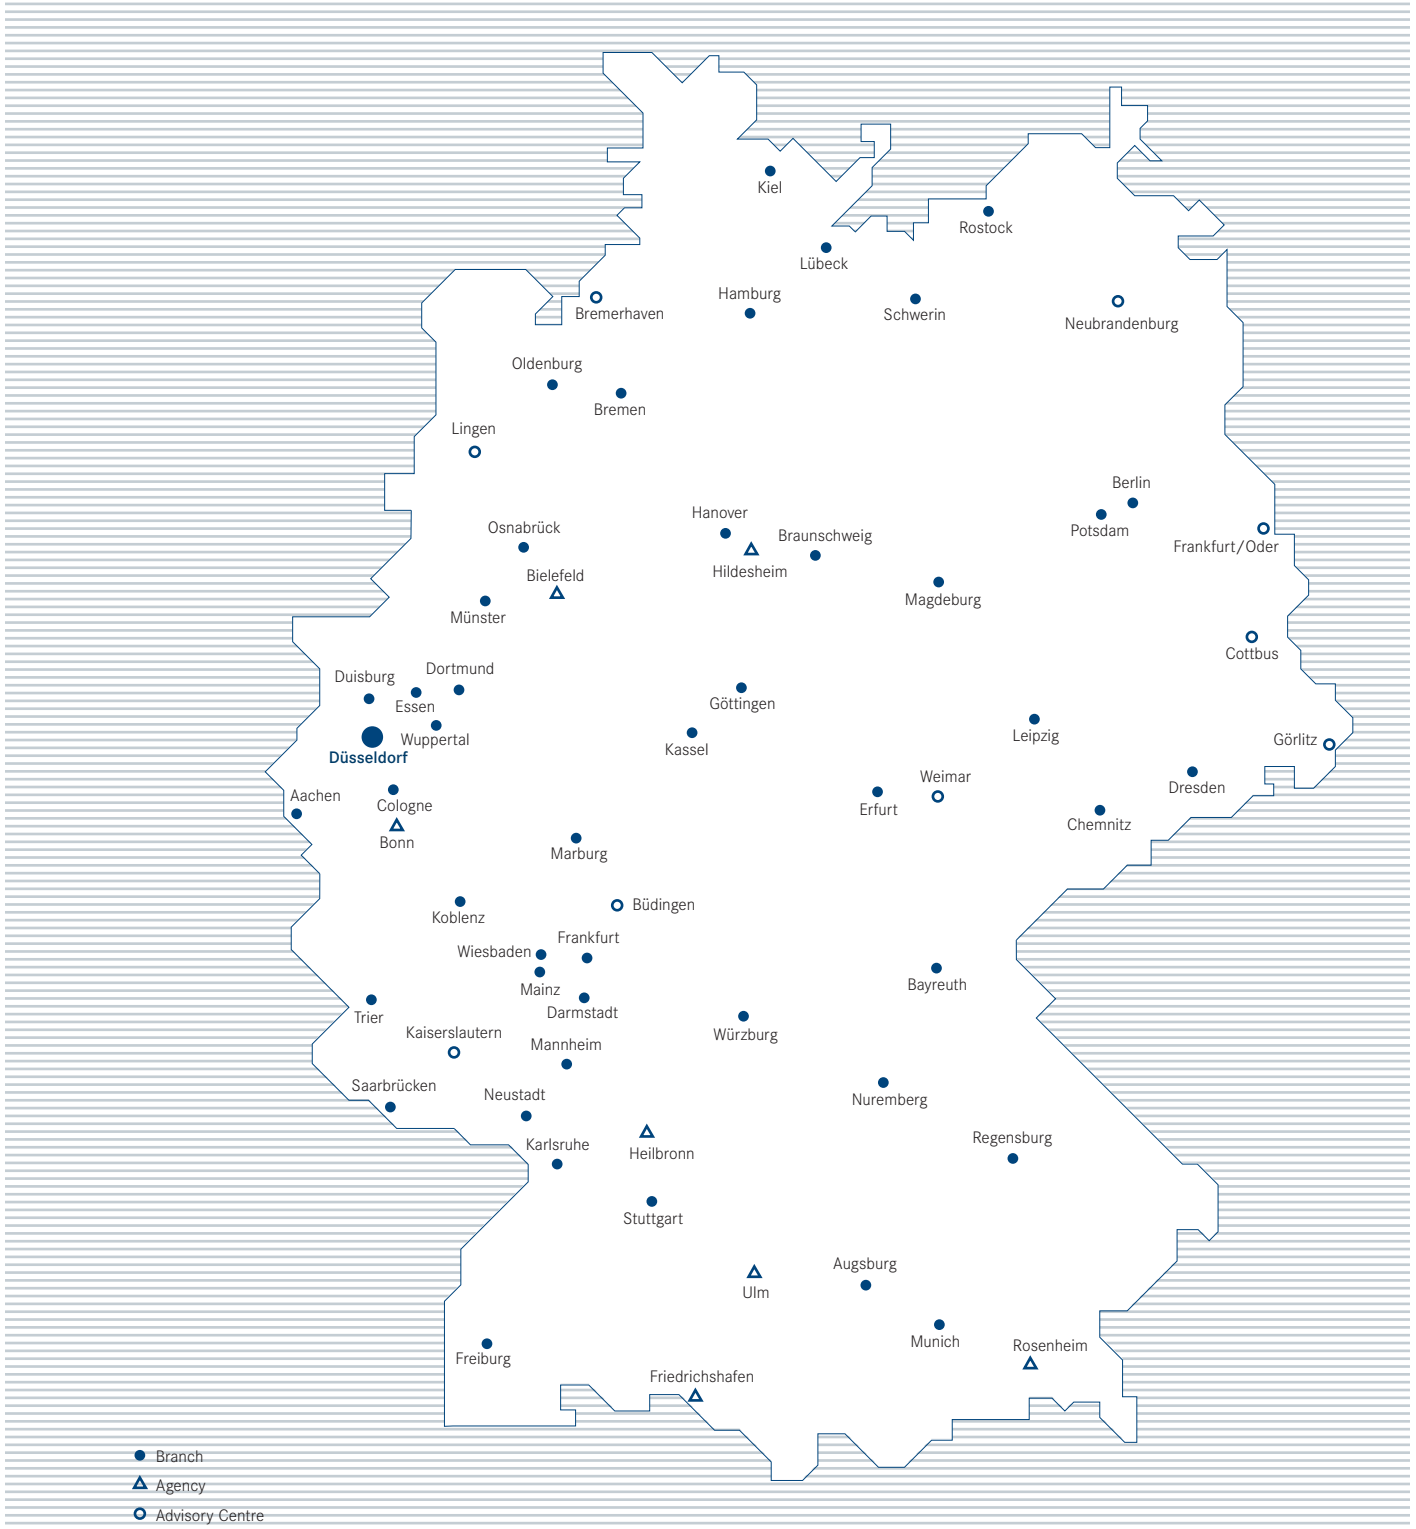 Kiel
Rostock
Lübeck
Hamburg
Bremerhaven
Schwerin
Neubrandenburg
Oldenburg
Bremen
Lingen
Berlin
Hanover
Osnabrück
Braunschweig
Potsdam
Frankfurt/Oder
Bielefeld
Hildesheim
Magdeburg
Münster
Cottbus
Duisburg
Dortmund
Essen
Göttingen
Wuppertal
Kassel
Leipzig
Görlitz
Düsseldorf
Weimar
Dresden
Aachen
Cologne
Erfurt
Chemnitz
Bonn
Marburg
Koblenz
Büdingen
Frankfurt
Wiesbaden
Bayreuth
Mainz
Trier
Darmstadt
Kaiserslautern
Würzburg
Mannheim
Saarbrücken
Neustadt
Nuremberg
Karlsruhe
Heilbronn
Regensburg
Stuttgart
Augsburg
Ulm
Munich
Rosenheim
Freiburg
Friedrichshafen
Branch
Agency
Advisory Centre